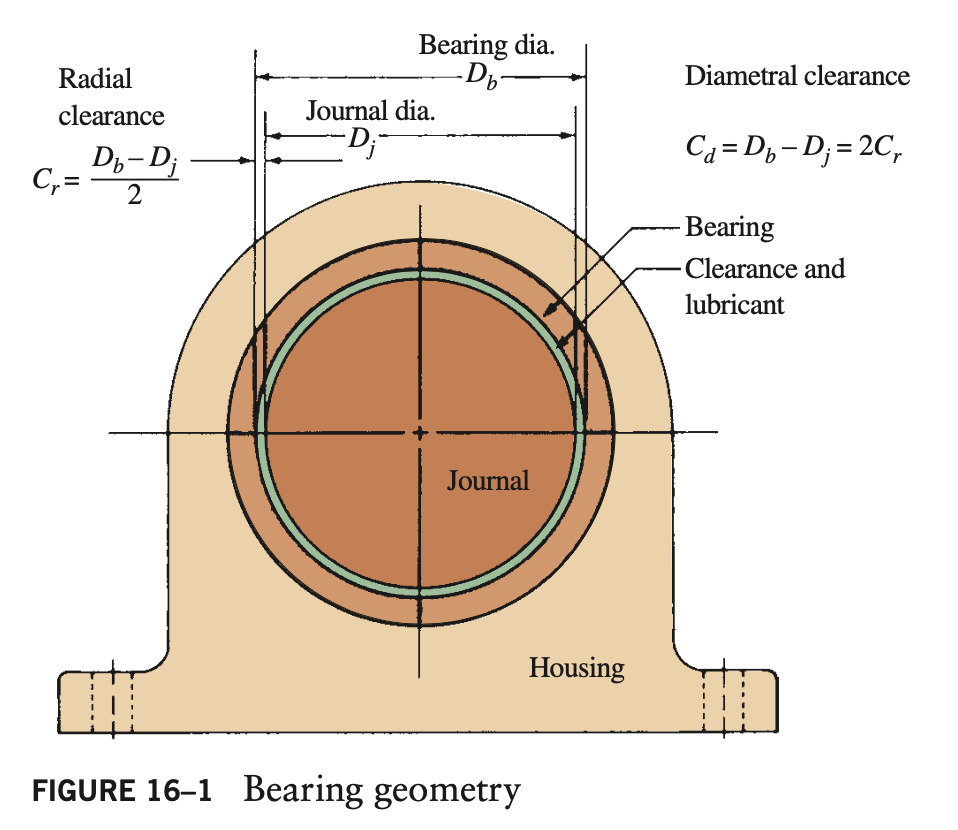 Bearing dia.
D_b
Radial
clearance
C_r = (D_b – D_j) / 2
Journal dia.
D_j
Diametral clearance
C_d = D_b – D_j = 2C_r
Bearing
Clearance and
lubricant
Journal
Housing
FIGURE 16–1 Bearing geometry